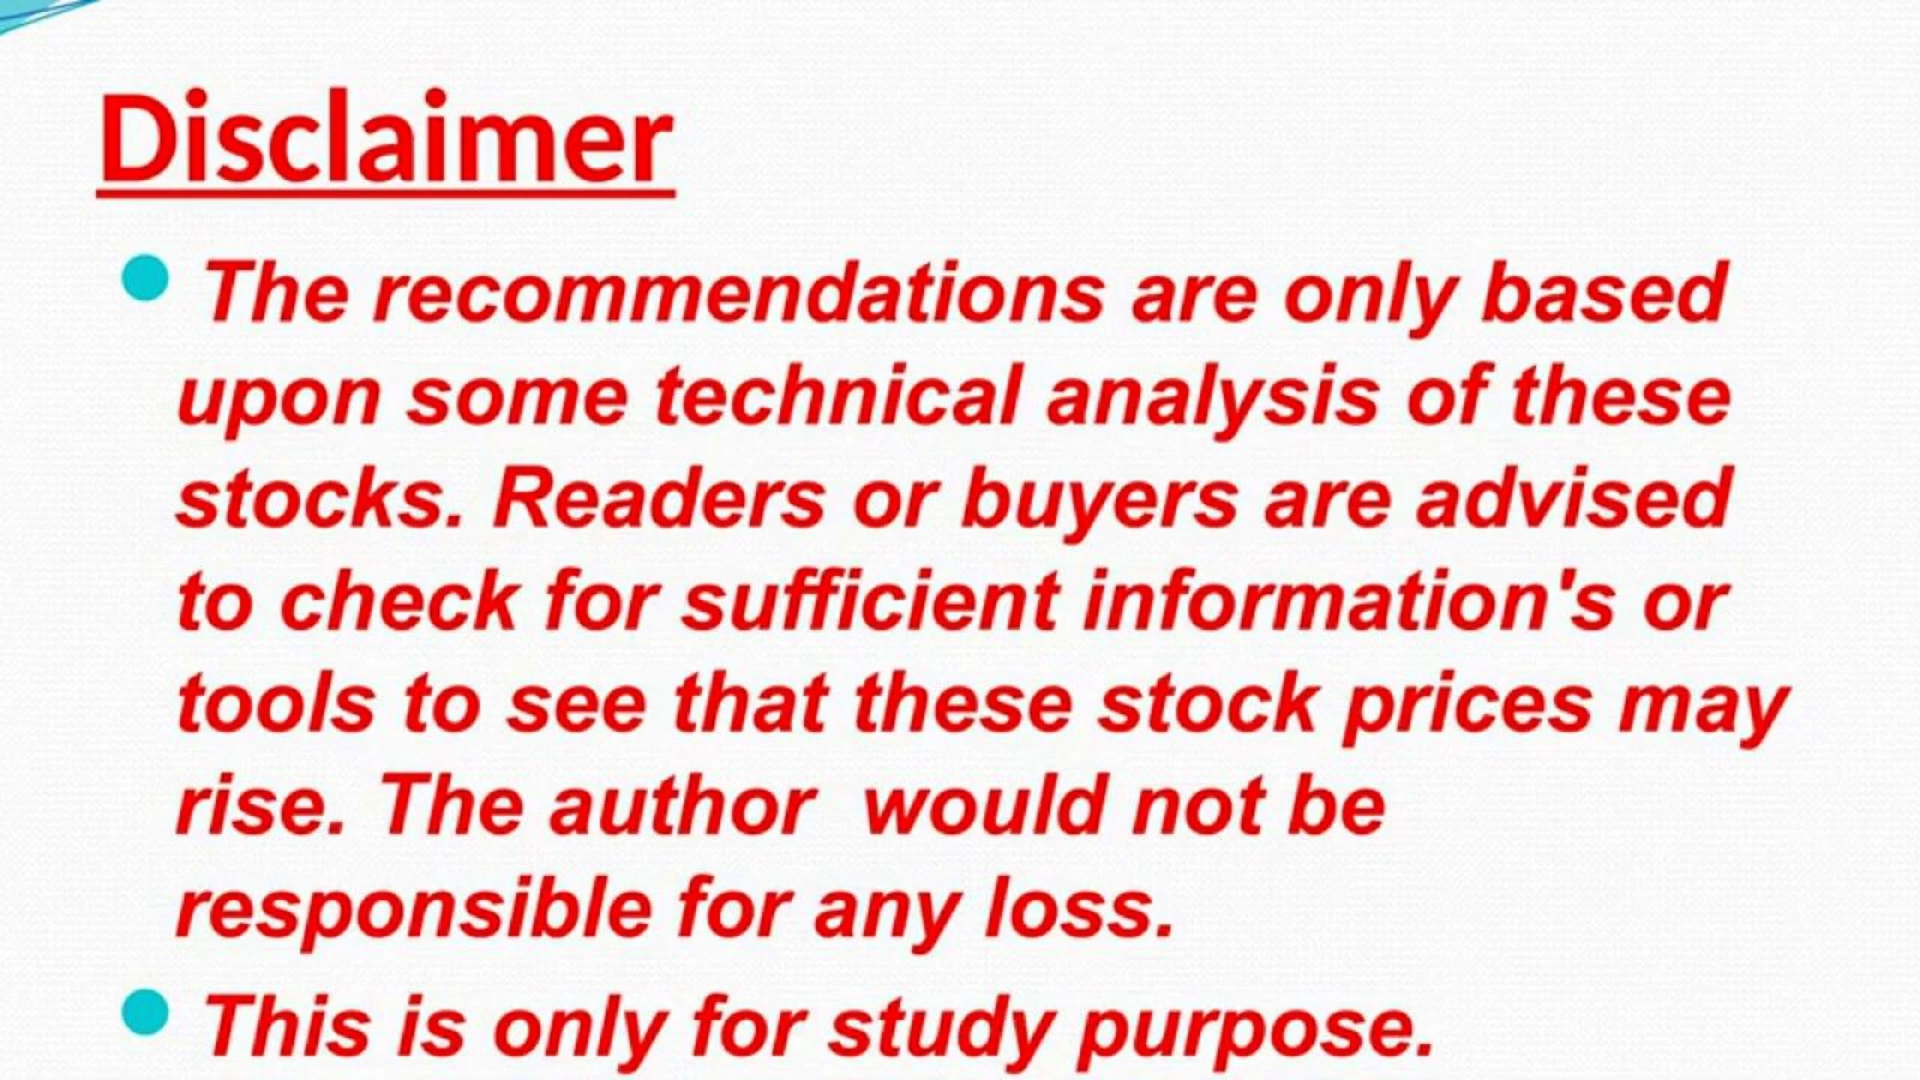 Disclaimer
The recommendations are only based
upon some technical analysis of these
stocks. Readers or buyers are advised
to check for sufficient information's or
tools to see that these stock prices may
rise. The author  would not be
responsible for any loss.
This is only for study purpose.